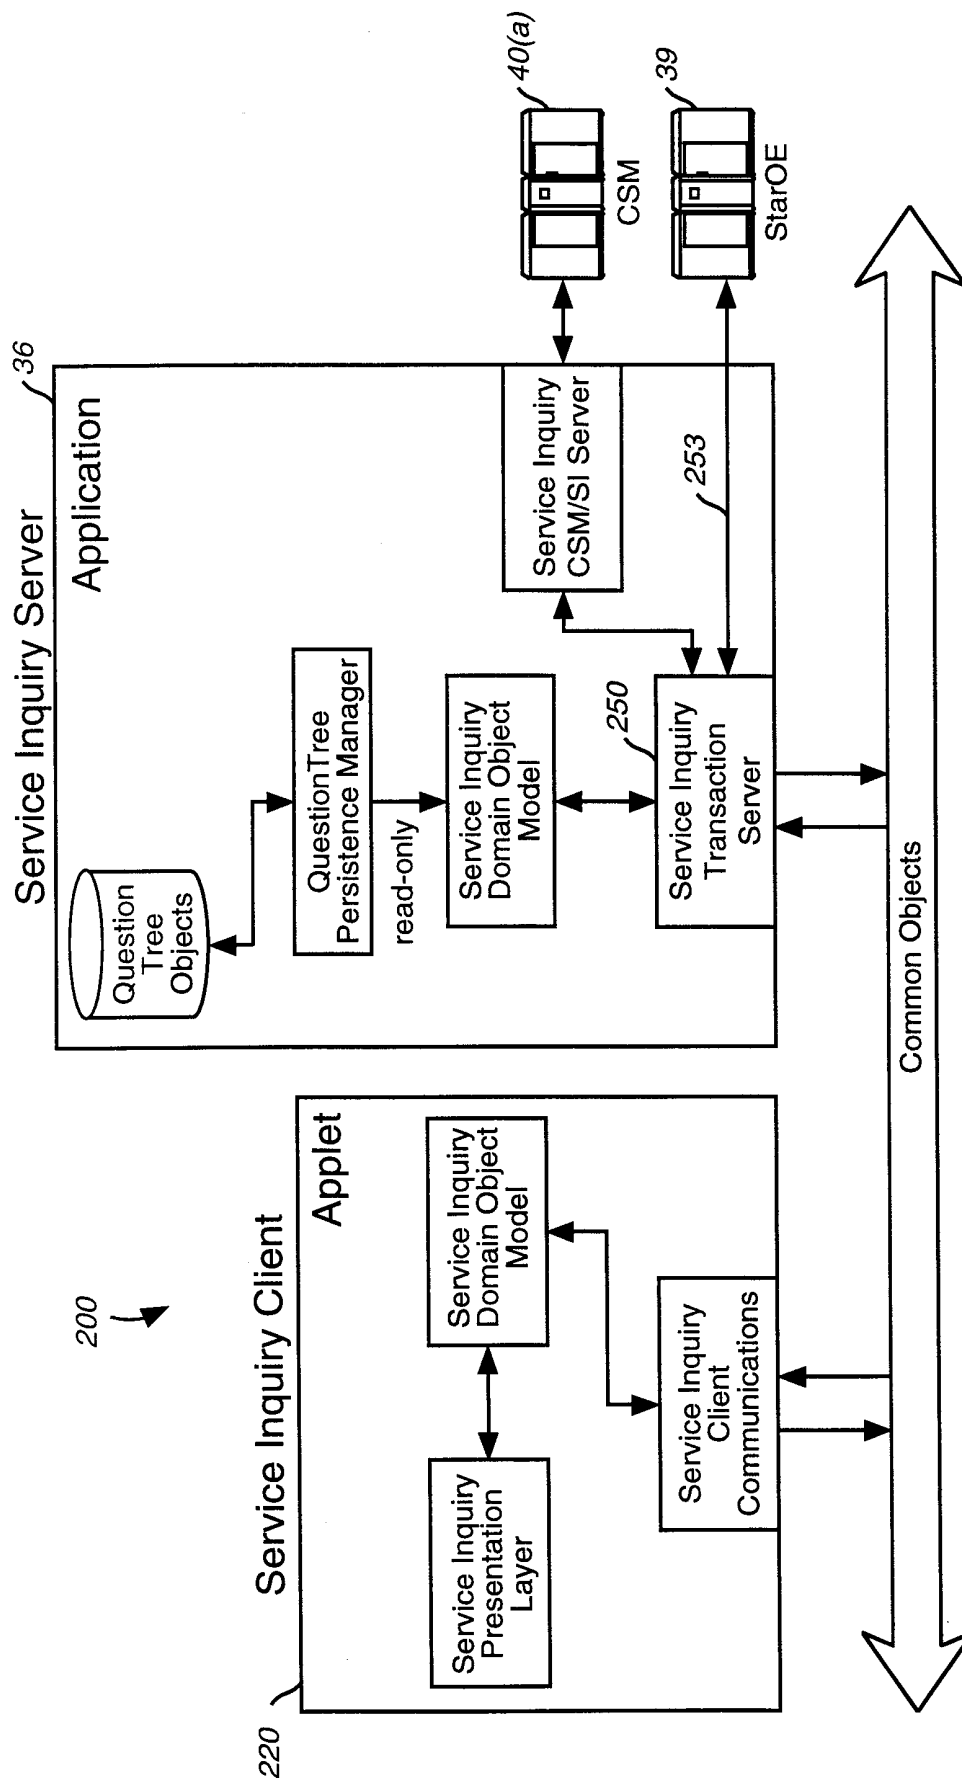 200
Service Inquiry Client
220
Applet
Service Inquiry
Presentation
Layer
Service Inquiry
Domain Object
Model
Service Inquiry
Client
Communications
Service Inquiry Server
36
Application
Question
Tree
Objects
QuestionTree
Persistence Manager
read-only
Service Inquiry
Domain Object
Model
250
Service Inquiry
Transaction
Server
Service Inquiry
CSM/SI Server
253
40(a)
CSM
39
StarOE
Common Objects